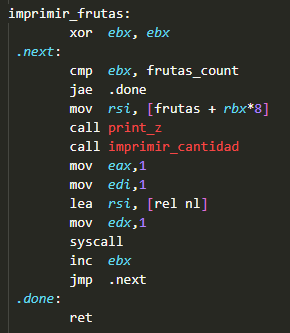 imprimir_frutas:
xor ebx, ebx
.next:
cmp ebx, frutas_count
jae .done
mov rsi, [frutas + rbx*8]
call print_z
call imprimir_cantidad
mov eax,1
mov edi,1
lea rsi, [rel nl]
mov edx,1
syscall
inc ebx
jmp .next
.done:
ret